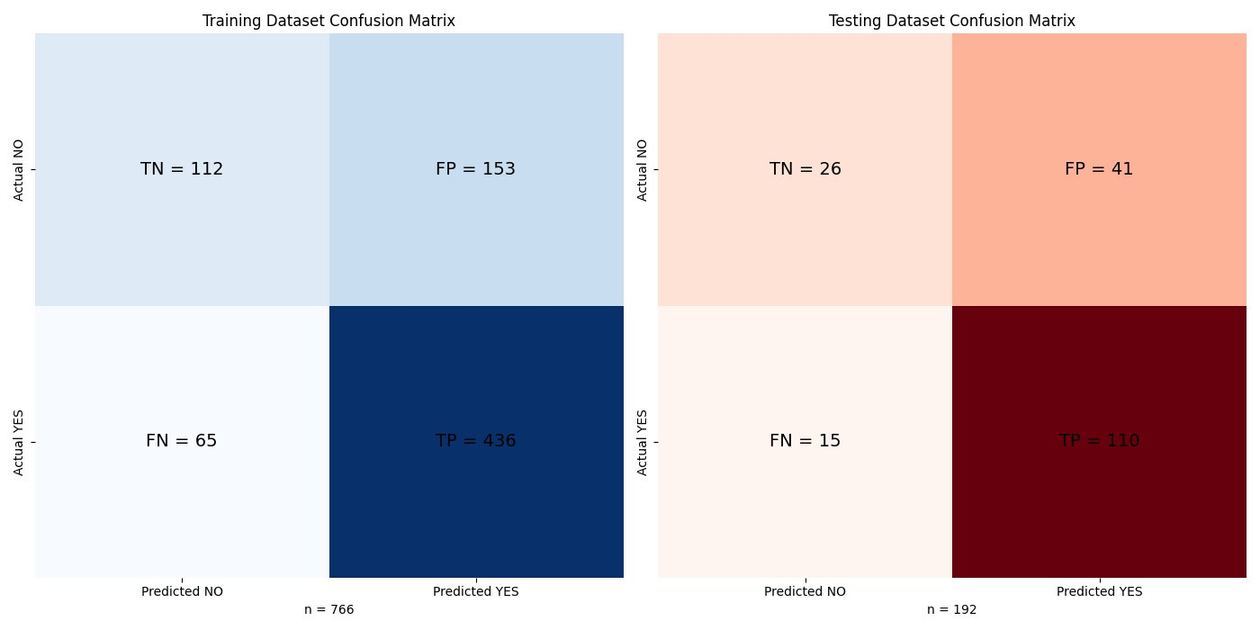 Training Dataset Confusion Matrix
Actual NO
TN = 112
FP = 153
Actual YES
FN = 65
TP = 436
Predicted NO
Predicted YES
n = 766
Testing Dataset Confusion Matrix
Actual NO
TN = 26
FP = 41
Actual YES
FN = 15
TP = 110
Predicted NO
Predicted YES
n = 192